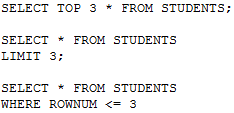 SELECT TOP 3 * FROM STUDENTS;
SELECT * FROM STUDENTS
LIMIT 3;
SELECT * FROM STUDENTS
WHERE ROWNUM <= 3